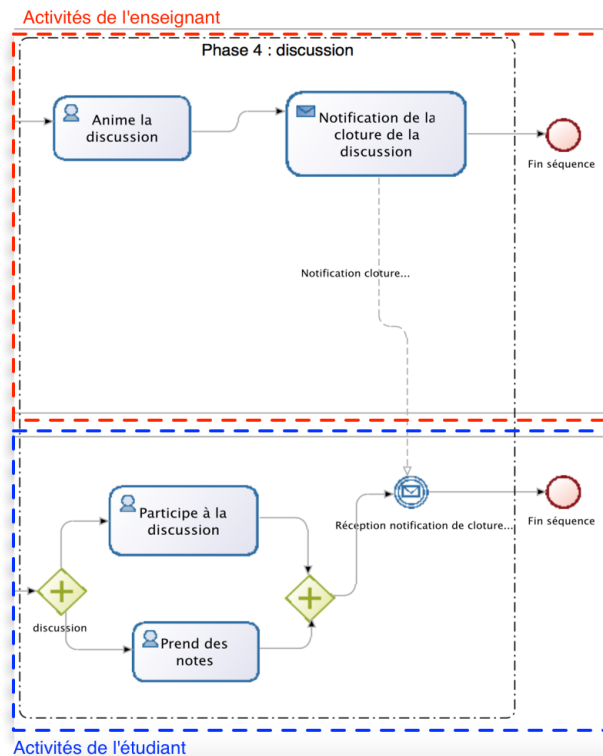 Activités de l'enseignant
Phase 4 : discussion
Anime la
discussion
Notification de la
cloture de la
discussion
Fin séquence
Notification cloture...
Participe à la
discussion
Réception notification de cloture...
Fin séquence
discussion
Prend des
notes
Activités de l'étudiant